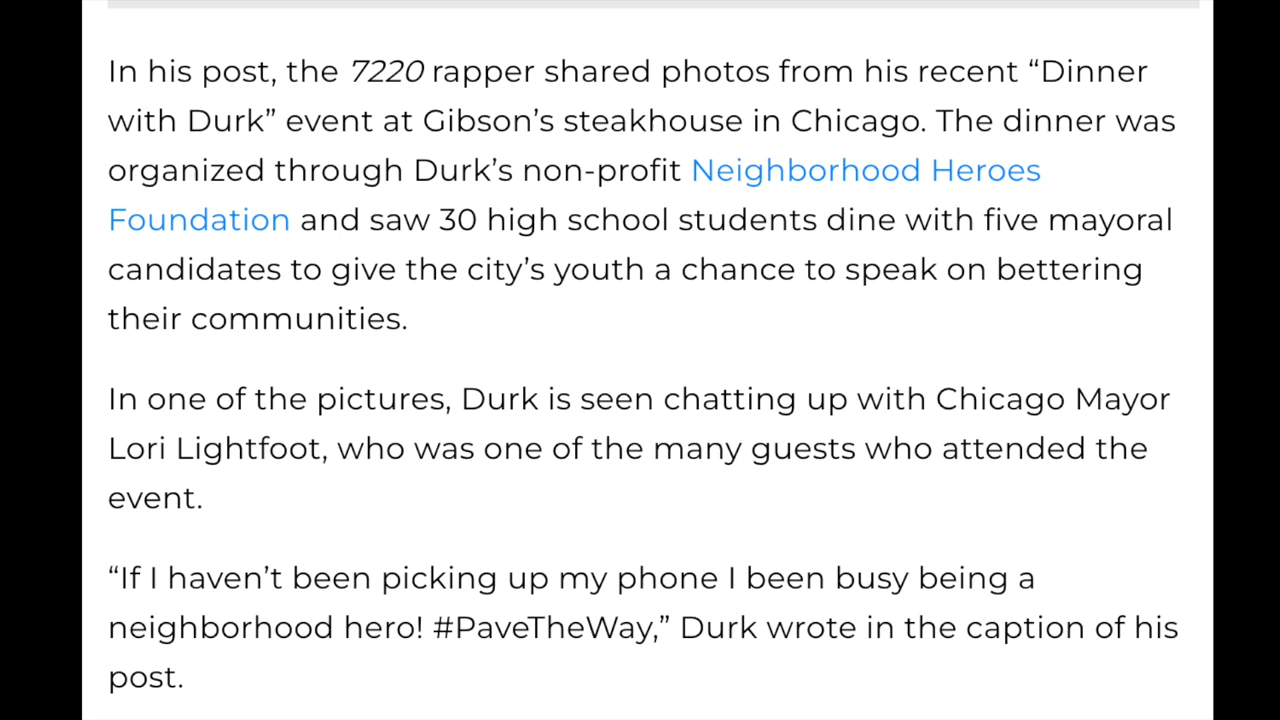 In his post, the 7220 rapper shared photos from his recent “Dinner
with Durk” event at Gibson’s steakhouse in Chicago. The dinner was
organized through Durk’s non-profit Neighborhood Heroes
Foundation and saw 30 high school students dine with five mayoral
candidates to give the city’s youth a chance to speak on bettering
their communities.
In one of the pictures, Durk is seen chatting up with Chicago Mayor
Lori Lightfoot, who was one of the many guests who attended the
event.
“If I haven’t been picking up my phone I been busy being a
neighborhood hero! #PaveTheWay,” Durk wrote in the caption of his
post.